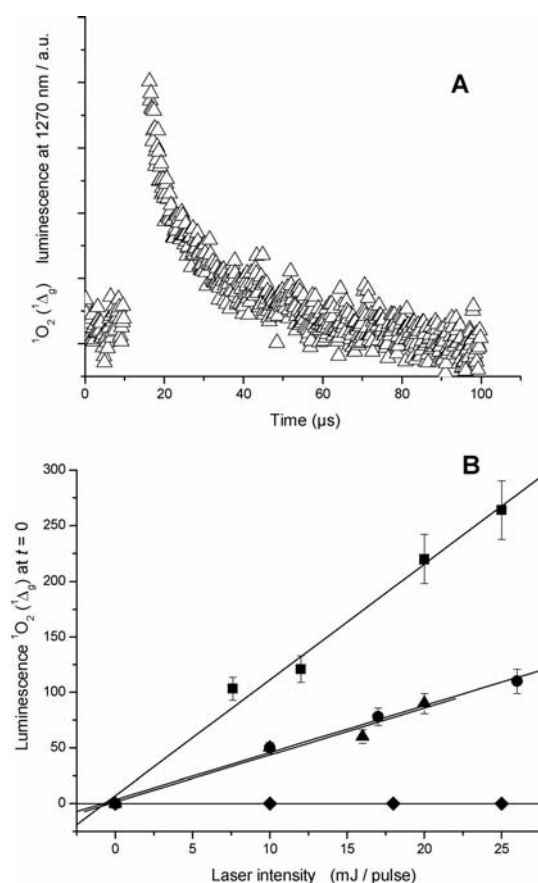 A
¹O₂ (¹Δg) luminescence at 1270 nm / a.u.
0 20 40 60 80 100
Time (µs)
B
Luminescence ¹O₂ (¹Δg) at t = 0
300
250
200
150
100
50
0
0 5 10 15 20 25
Laser intensity (mJ / pulse)